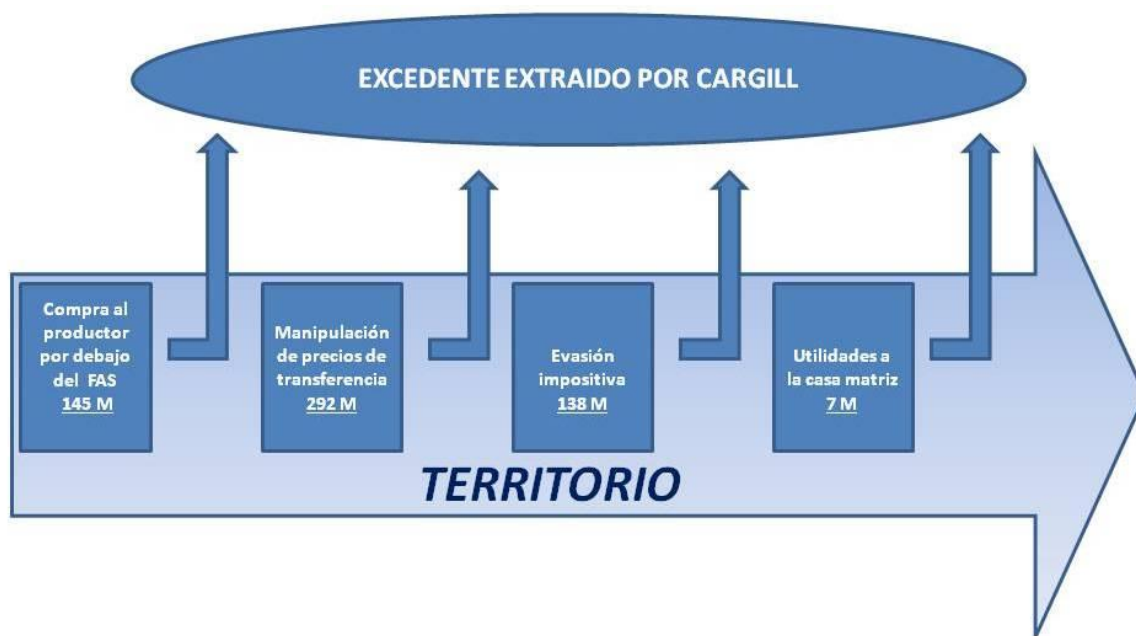 EXCEDENTE EXTRAIDO POR CARGILL
Compra al
productor
por debajo
del FAS
145 M
Manipulación
de precios de
transferencia
292 M
Evasión
impositiva
138 M
Utilidades a
la casa matriz
7 M
TERRITORIO